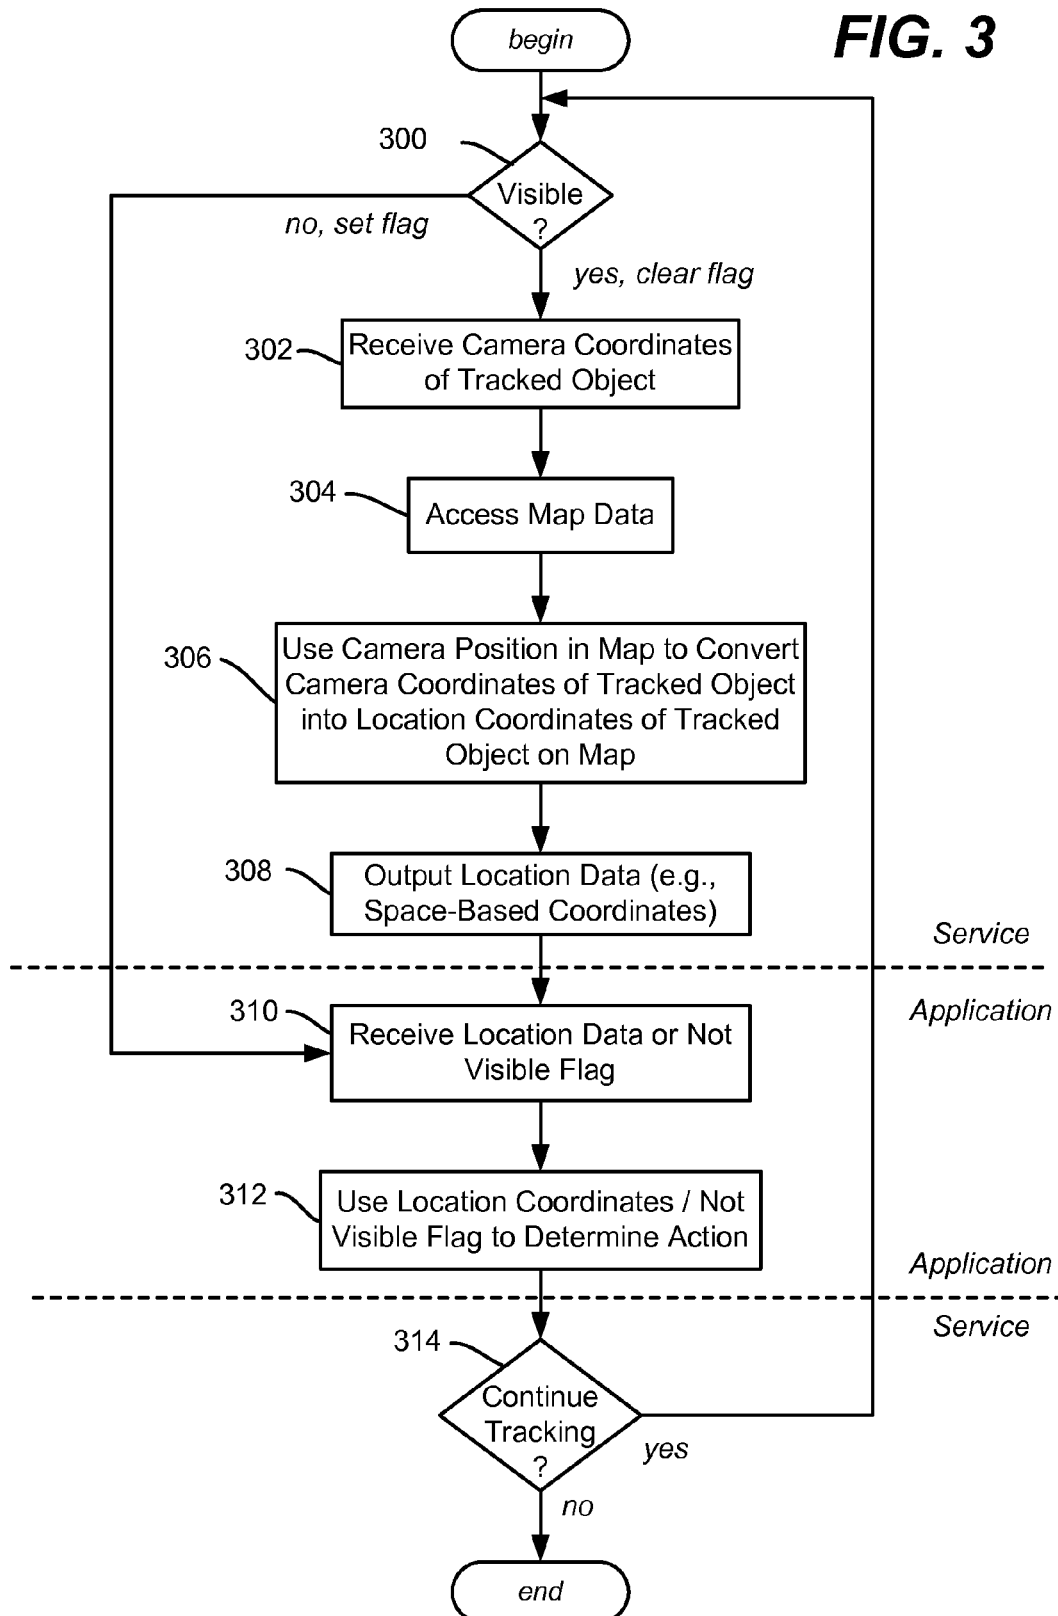 begin
FIG. 3
300
Visible
?
no, set flag
yes, clear flag
302
Receive Camera Coordinates
of Tracked Object
304
Access Map Data
306
Use Camera Position in Map to Convert
Camera Coordinates of Tracked Object
into Location Coordinates of Tracked
Object on Map
308
Output Location Data (e.g.,
Space-Based Coordinates)
Service
Application
310
Receive Location Data or Not
Visible Flag
312
Use Location Coordinates / Not
Visible Flag to Determine Action
Application
Service
314
Continue
Tracking
?
yes
no
end